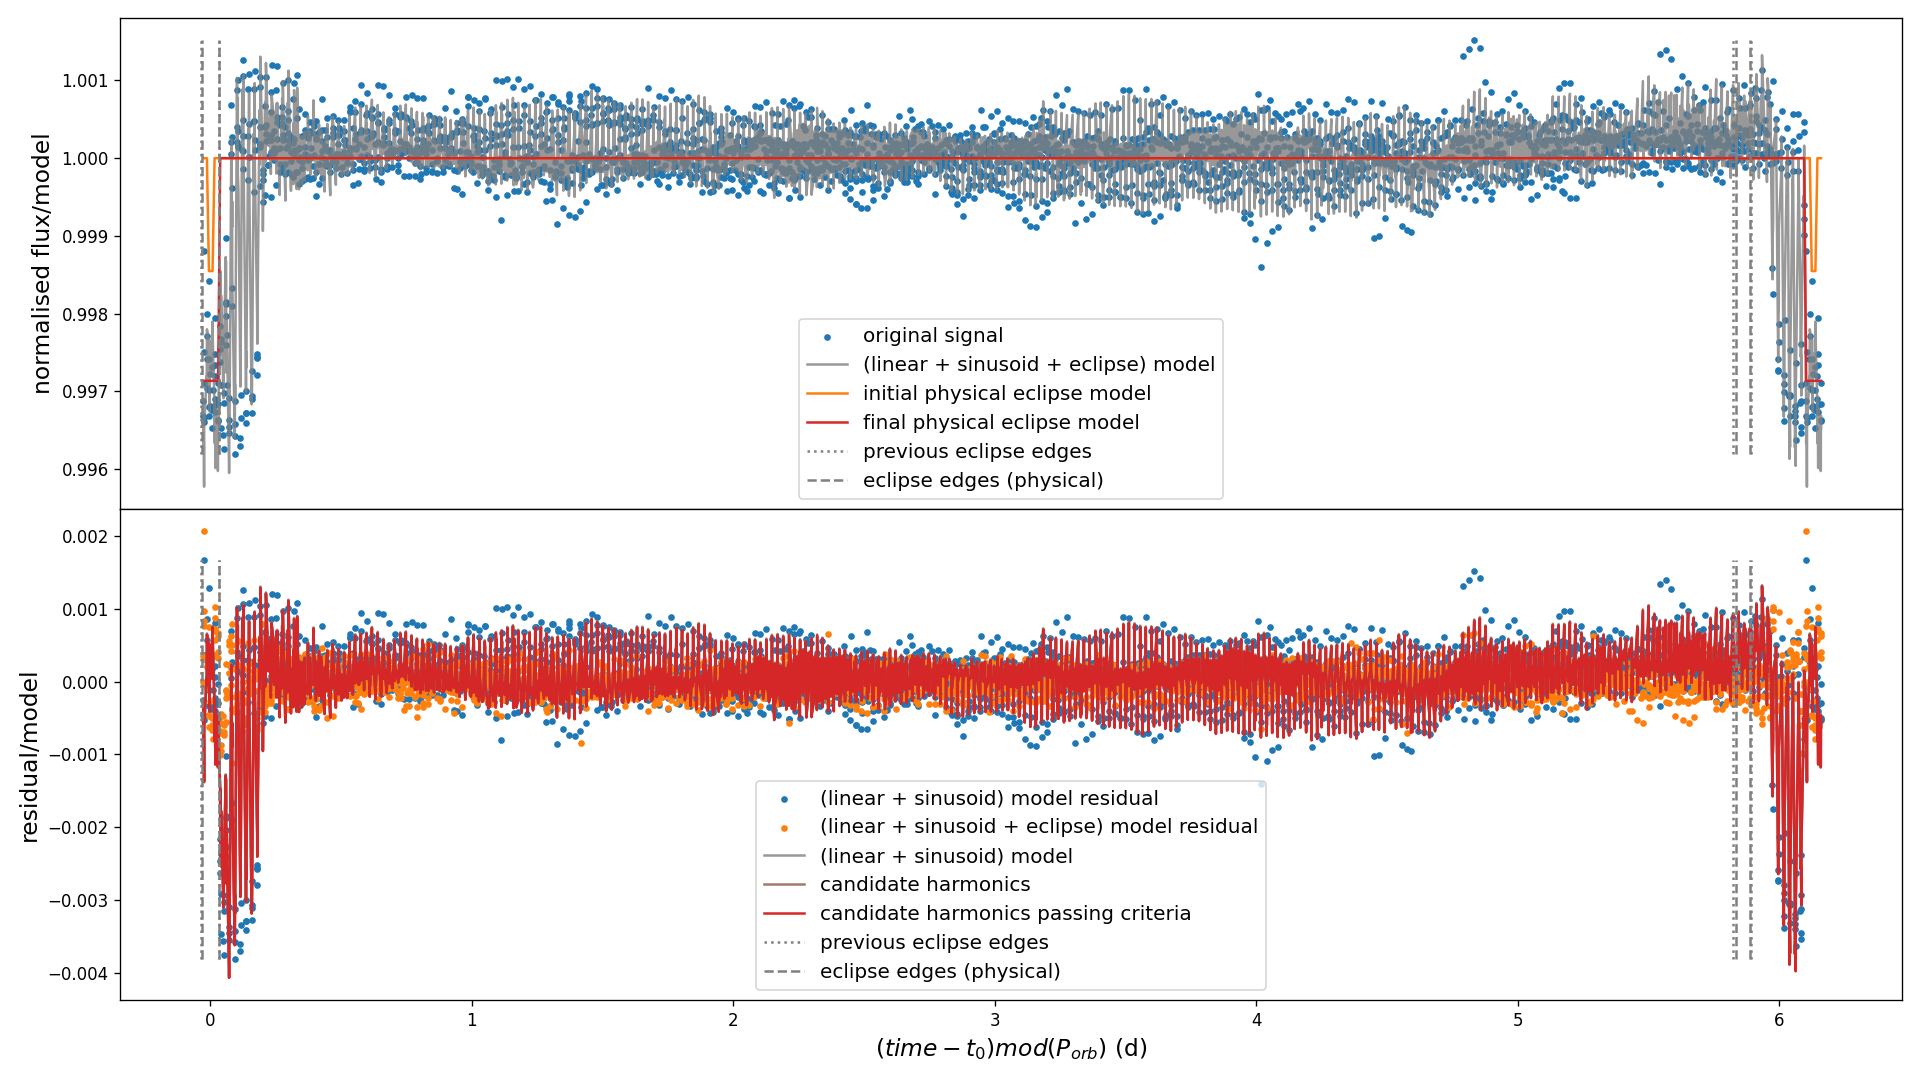 normalised flux/model
1.001
1.000
0.999
0.998
0.997
0.996
original signal
(linear + sinusoid + eclipse) model
initial physical eclipse model
final physical eclipse model
previous eclipse edges
eclipse edges (physical)
residual/model
0.002
0.001
0.000
−0.001
−0.002
−0.003
−0.004
(linear + sinusoid) model residual
(linear + sinusoid + eclipse) model residual
(linear + sinusoid) model
candidate harmonics
candidate harmonics passing criteria
previous eclipse edges
eclipse edges (physical)
0 1 2 3 4 5 6
(time − t₀)mod(P_orb) (d)